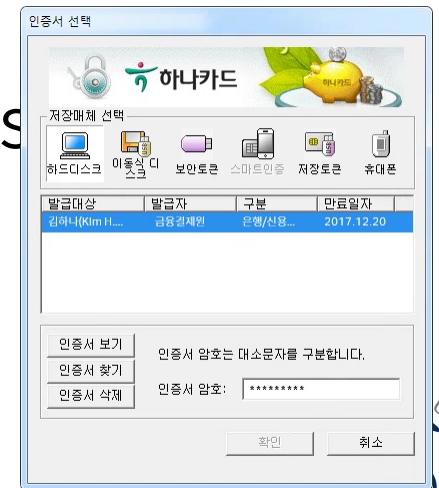 인증서 선택
하나카드
하나카드
저장매체 선택
하드디스크
이동식 디스크
보안토큰
스마트인증
저장토큰
휴대폰
발급대상 발급자 구분 만료일자
김하나(KIm H.... 금융결제원 은행/신용... 2017.12.20
인증서 보기
인증서 찾기
인증서 삭제
인증서 암호는 대소문자를 구분합니다.
인증서 암호: *********
확인 취소